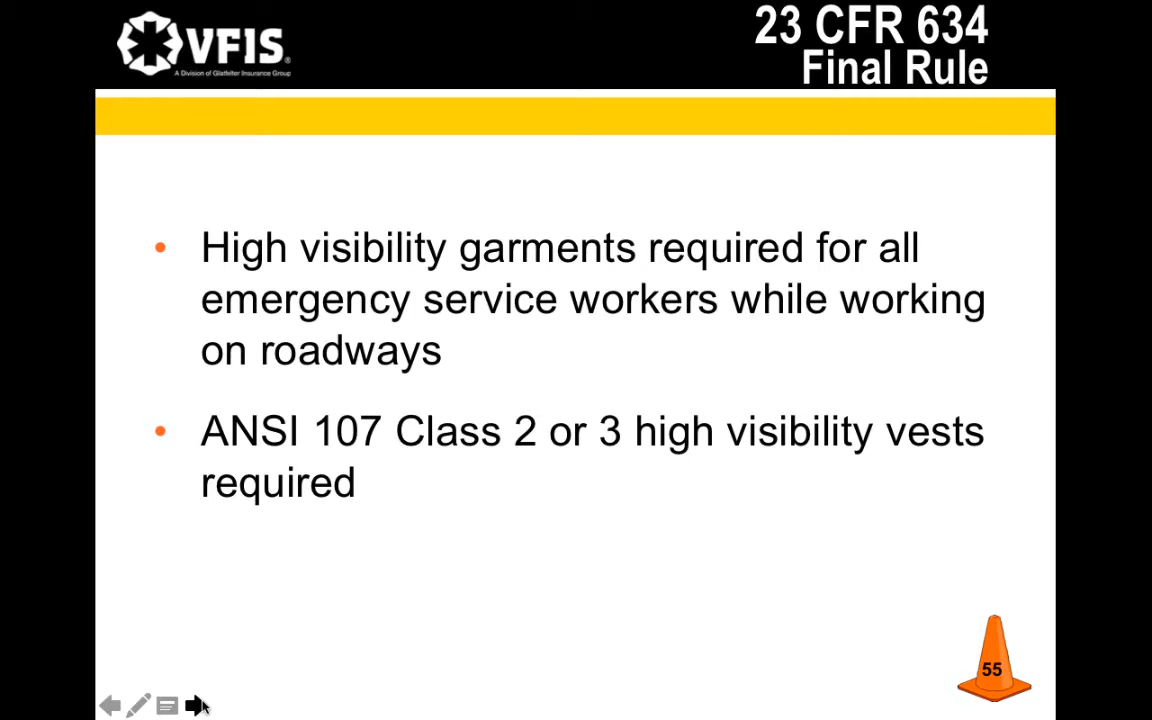 VFIS®
A Division of Glatfelter Insurance Group
23 CFR 634
Final Rule
• High visibility garments required for all
emergency service workers while working
on roadways
• ANSI 107 Class 2 or 3 high visibility vests
required
55